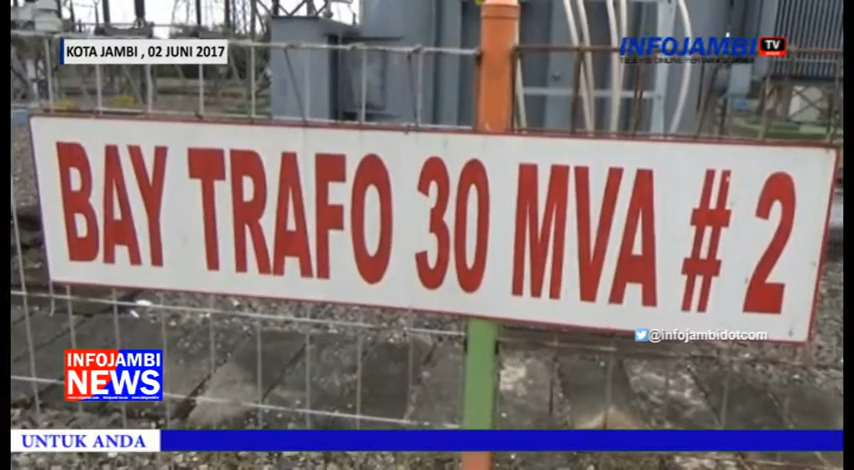 KOTA JAMBI , 02 JUNI 2017
INFOJAMBI TV
BAY TRAFO 30 MVA # 2
@infojambidotcom
INFOJAMBI
NEWS
UNTUK ANDA